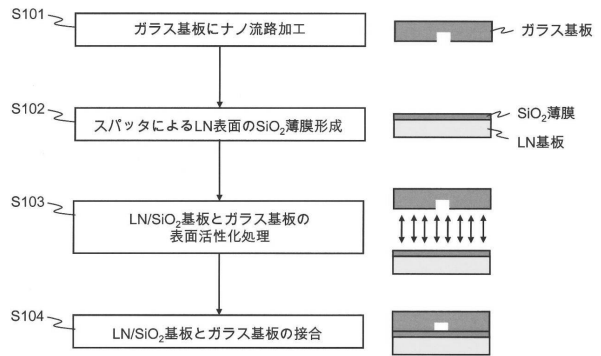 S101
ガラス基板にナノ流路加工
ガラス基板
S102
スパッタによるLN表面のSiO₂薄膜形成
SiO₂薄膜
LN基板
S103
LN/SiO₂基板とガラス基板の
表面活性化処理
S104
LN/SiO₂基板とガラス基板の接合